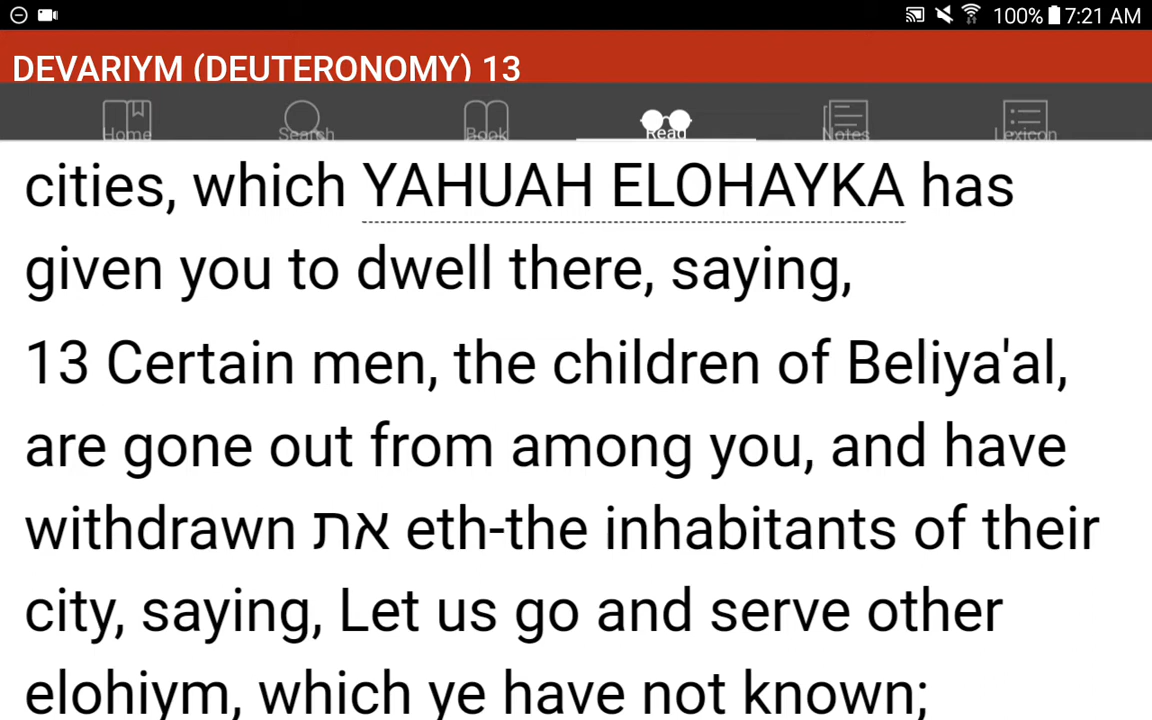 100% 7:21 AM
DEVARIYM (DEUTERONOMY) 13
Home Search Book Read Notes Lexicon
cities, which YAHUAH ELOHAYKA has
given you to dwell there, saying,
13 Certain men, the children of Beliya'al,
are gone out from among you, and have
withdrawn את eth-the inhabitants of their
city, saying, Let us go and serve other
elohiym, which ye have not known;